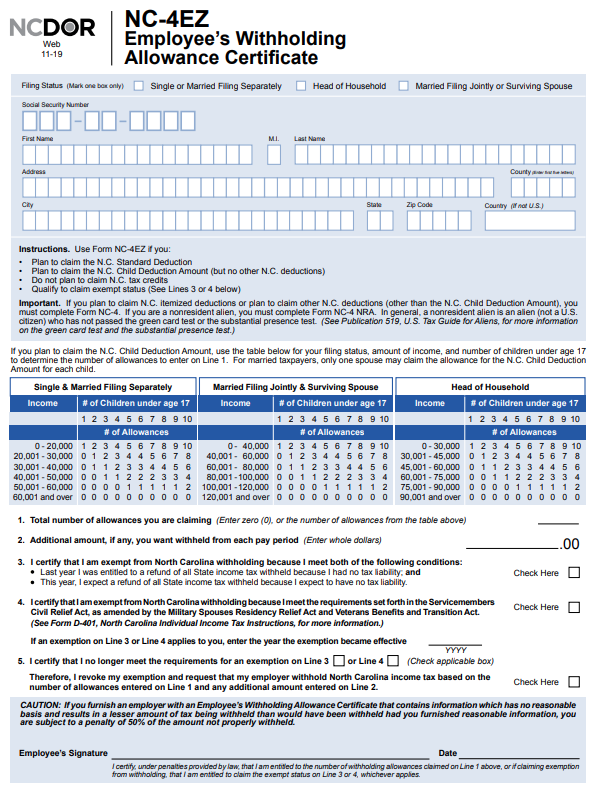 NCDOR
Web
11-19
NC-4EZ
Employee's Withholding
Allowance Certificate
Filing Status (Mark one box only) Single or Married Filing Separately Head of Household Married Filing Jointly or Surviving Spouse
Social Security Number
First Name M.I. Last Name
Address County (Enter first five letters)
City State Zip Code Country (If not U.S.)
Instructions. Use Form NC-4EZ if you:
• Plan to claim the N.C. Standard Deduction
• Plan to claim the N.C. Child Deduction Amount (but no other N.C. deductions)
• Do not plan to claim N.C. tax credits
• Qualify to claim exempt status (See Lines 3 or 4 below)
Important. If you plan to claim N.C. itemized deductions or plan to claim other N.C. deductions (other than the N.C. Child Deduction Amount), you
must complete Form NC-4. If you are a nonresident alien, you must complete Form NC-4 NRA. In general, a nonresident alien is an alien (not a U.S.
citizen) who has not passed the green card test or the substantial presence test. (See Publication 519, U.S. Tax Guide for Aliens, for more information
on the green card test and the substantial presence test.)
If you plan to claim the N.C. Child Deduction Amount, use the table below for your filing status, amount of income, and number of children under age 17
to determine the number of allowances to enter on Line 1. For married taxpayers, only one spouse may claim the allowance for the N.C. Child Deduction
Amount for each child.
Single & Married Filing Separately Married Filing Jointly & Surviving Spouse Head of Household
Income # of Children under age 17 Income # of Children under age 17 Income # of Children under age 17
1 2 3 4 5 6 7 8 9 10 1 2 3 4 5 6 7 8 9 10 1 2 3 4 5 6 7 8 9 10
# of Allowances # of Allowances # of Allowances
0 - 20,000 1 2 3 4 5 6 7 8 9 10 0 - 40,000 1 2 3 4 5 6 7 8 9 10 0 - 30,000 1 2 3 4 5 6 7 8 9 10
20,001 - 30,000 0 1 2 3 4 5 6 7 7 8 40,001 - 60,000 0 1 2 3 4 5 6 7 7 8 30,001 - 45,000 0 1 2 3 4 5 6 7 7 8
30,001 - 40,000 0 1 2 3 3 4 5 5 6 60,001 - 80,000 0 1 2 3 3 4 5 5 6 45,001 - 60,000 0 1 2 3 3 4 5 5 6
40,001 - 50,000 0 1 1 2 2 2 3 4 4 80,001 - 100,000 0 1 1 2 2 2 3 4 4 60,001 - 75,000 0 1 1 2 2 2 3 4 4
50,001 - 60,000 0 0 0 1 1 1 1 1 2 100,001 - 120,000 0 0 0 1 1 1 1 1 2 75,001 - 90,000 0 0 0 1 1 1 1 1 2
60,001 and over 0 0 0 0 0 0 0 0 0 0 120,001 and over 0 0 0 0 0 0 0 0 0 0 90,001 and over 0 0 0 0 0 0 0 0 0 0
1. Total number of allowances you are claiming (Enter zero (0), or the number of allowances from the table above)
2. Additional amount, if any, you want withheld from each pay period (Enter whole dollars) .00
3. I certify that I am exempt from North Carolina withholding because I meet both of the following conditions:
• Last year I was entitled to a refund of all State income tax withheld because I had no tax liability; and
• This year, I expect a refund of all State income tax withheld because I expect to have no tax liability. Check Here
4. I certify that I am exempt from North Carolina withholding because I meet the requirements set forth in the Servicemembers
Civil Relief Act, as amended by the Military Spouses Residency Relief Act and Veterans Benefits and Transition Act. Check Here
(See Form D-401, North Carolina Individual Income Tax Instructions, for more information.)
If an exemption on Line 3 or Line 4 applies to you, enter the year the exemption became effective
YYYY
5. I certify that I no longer meet the requirements for an exemption on Line 3 or Line 4 (Check applicable box)
Therefore, I revoke my exemption and request that my employer withhold North Carolina income tax based on the
number of allowances entered on Line 1 and any additional amount entered on Line 2. Check Here
CAUTION: If you furnish an employer with an Employee's Withholding Allowance Certificate that contains information which has no reasonable
basis and results in a lesser amount of tax being withheld than would have been withheld had you furnished reasonable information, you
are subject to a penalty of 50% of the amount not properly withheld.
Employee's Signature Date
I certify, under penalties provided by law, that I am entitled to the number of withholding allowances claimed on Line 1 above, or if claiming
exemption from withholding, that I am entitled to claim the exempt status on Line 3 or 4, whichever applies.